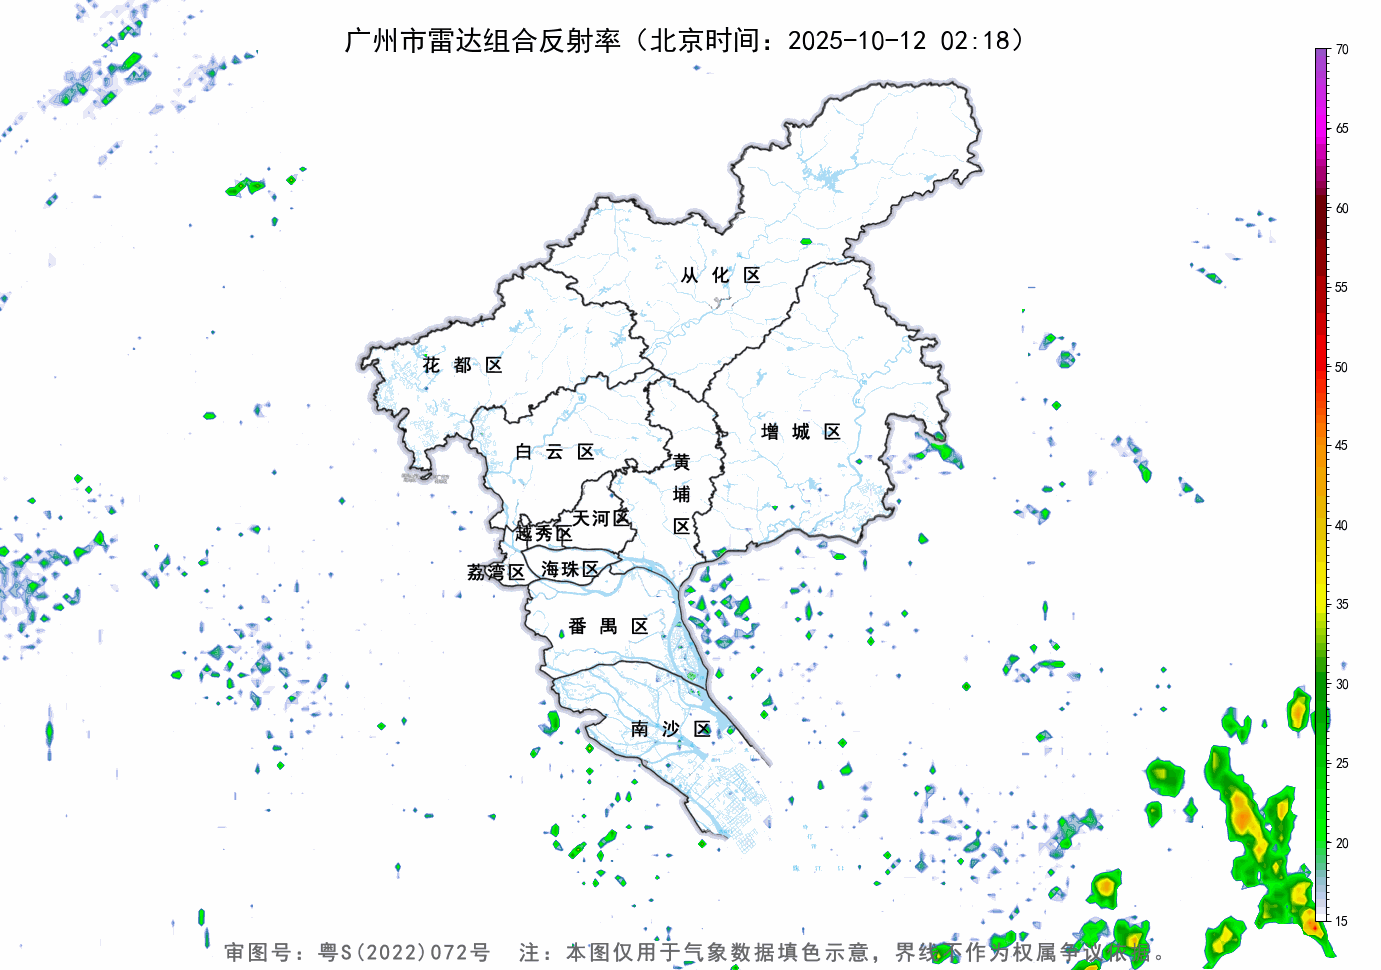 广州市雷达组合反射率（北京时间：2025-10-12 02:18）
70
65
60
55
50
45
40
35
30
25
20
15
从化区
花都区
增城区
白云区
黄埔区
天河区
越秀区
荔湾区
海珠区
番禺区
南沙区
审图号：粤S(2022)072号 注：本图仅用于气象数据填色示意，界线不作为权属争议依据。